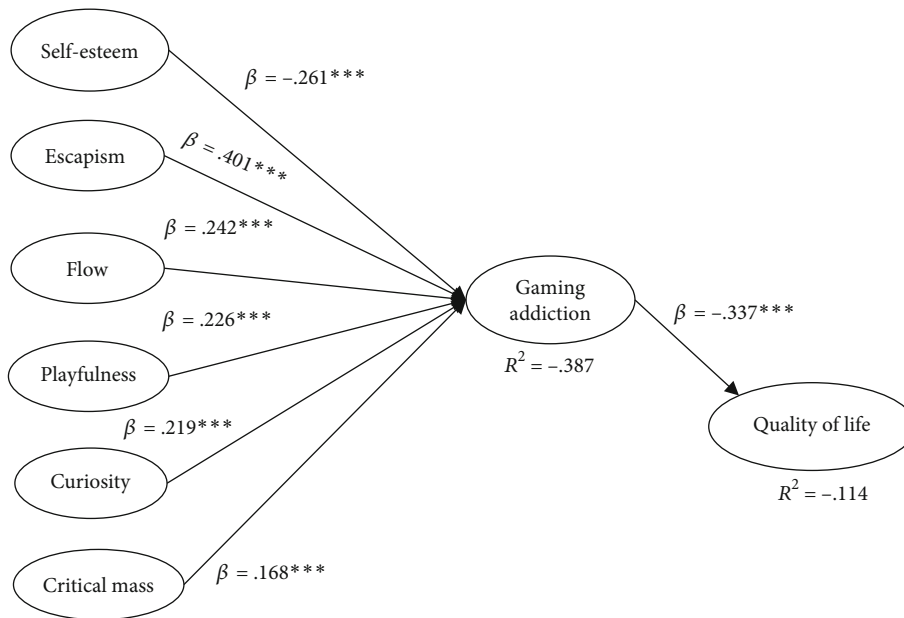 Self-esteem
β = –.261***
Escapism
β = .401***
β = .242***
Flow
Gaming
addiction
β = .226***
β = –.337***
R² = –.387
Playfulness
Quality of life
β = .219***
Curiosity
R² = –.114
Critical mass
β = .168***